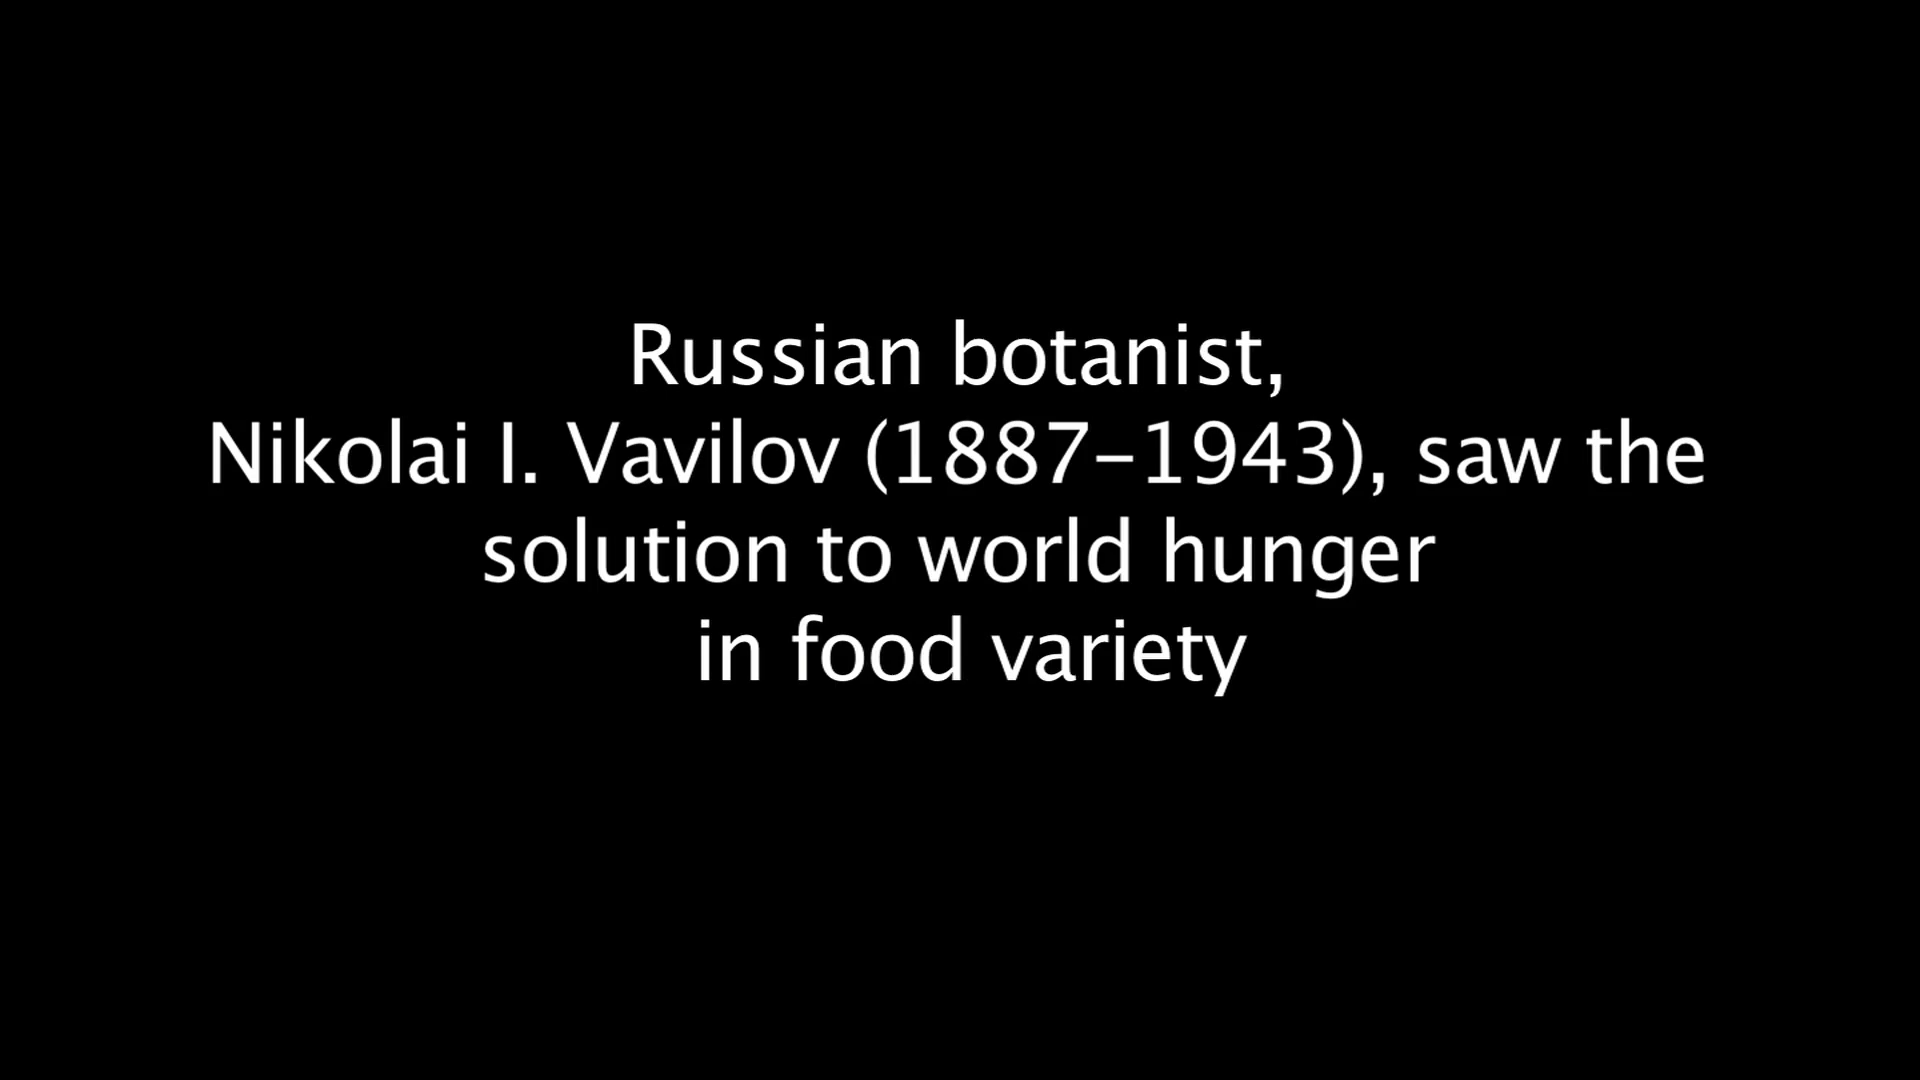 Russian botanist,
Nikolai I. Vavilov (1887–1943), saw the
solution to world hunger
in food variety